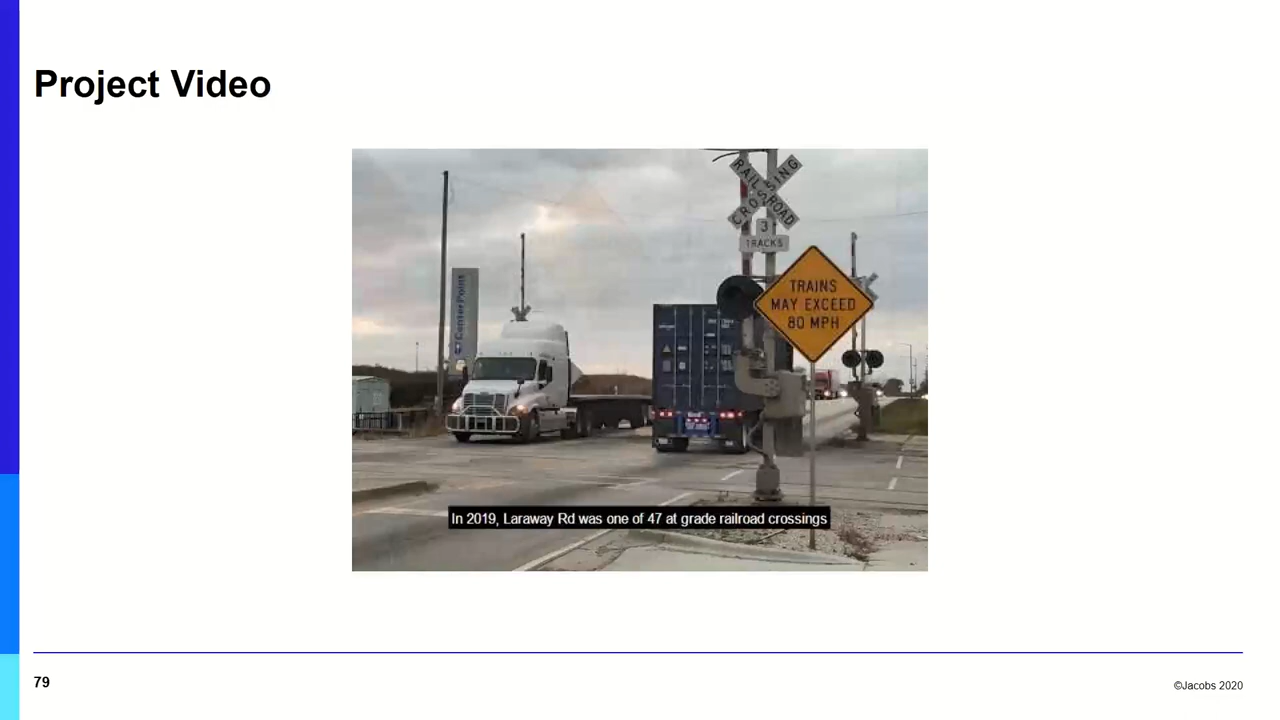 Project Video
RAILROAD
CROSSING
3
TRACKS
CenterPoint
TRAINS
MAY EXCEED
80 MPH
In 2019, Laraway Rd was one of 47 at grade railroad crossings
79
©Jacobs 2020